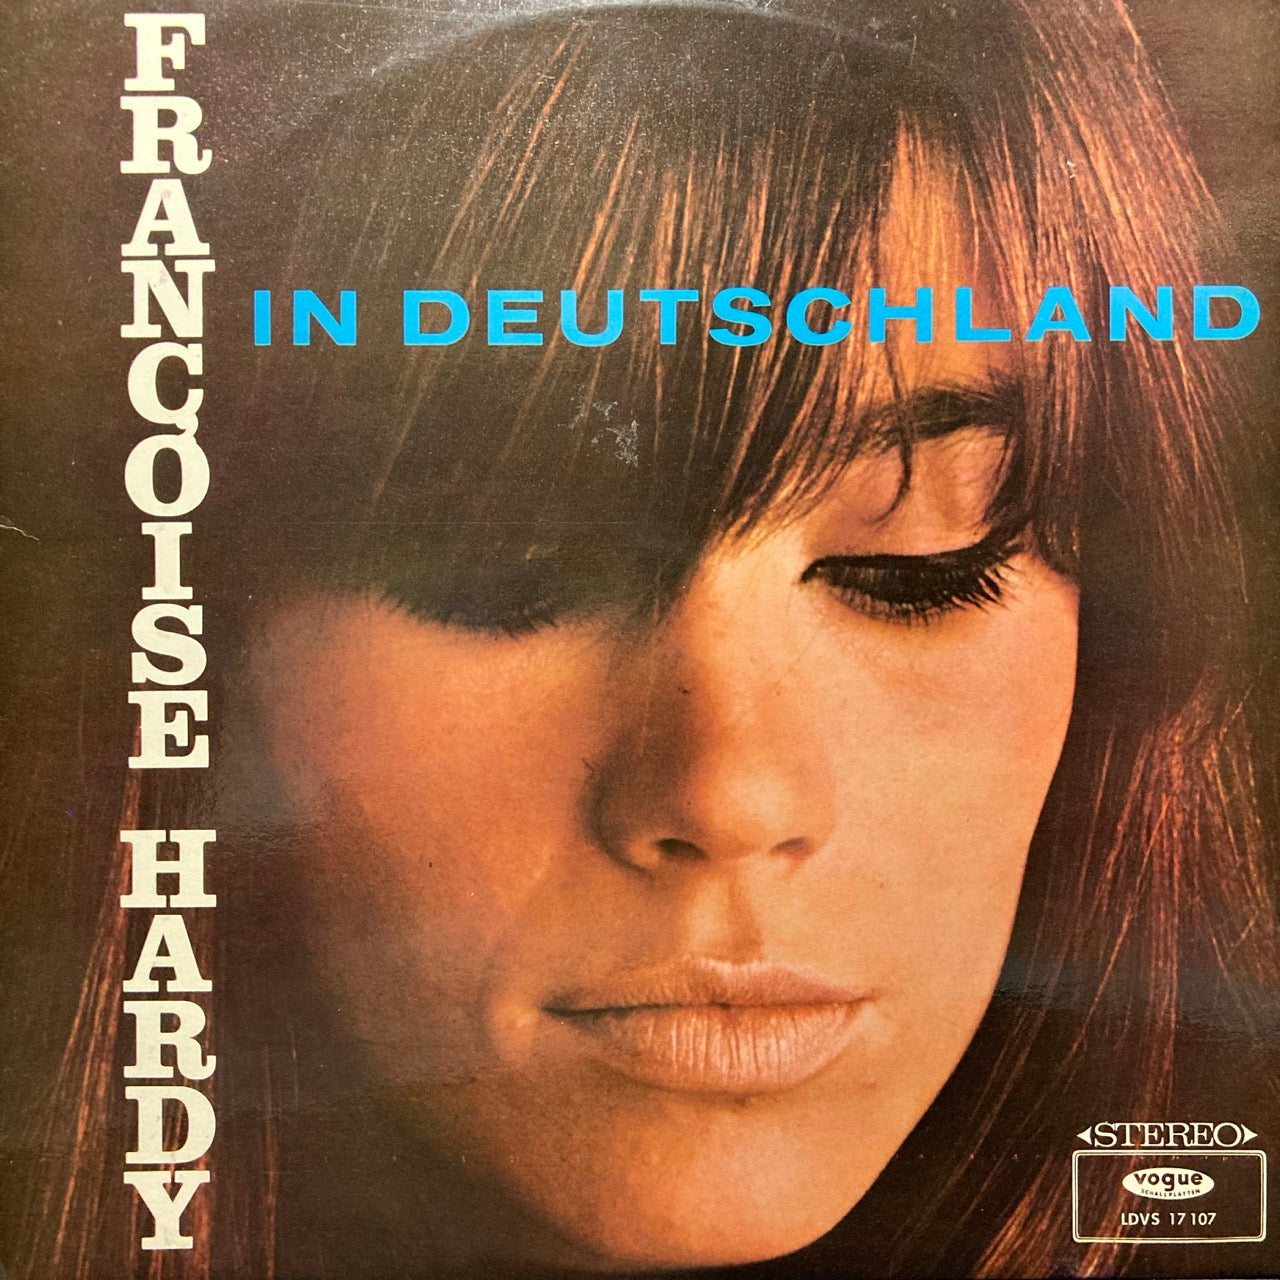 FRANÇOISE HARDY
IN DEUTSCHLAND
STEREO
vogue
SCHALLPLATTEN
LDVS 17 107